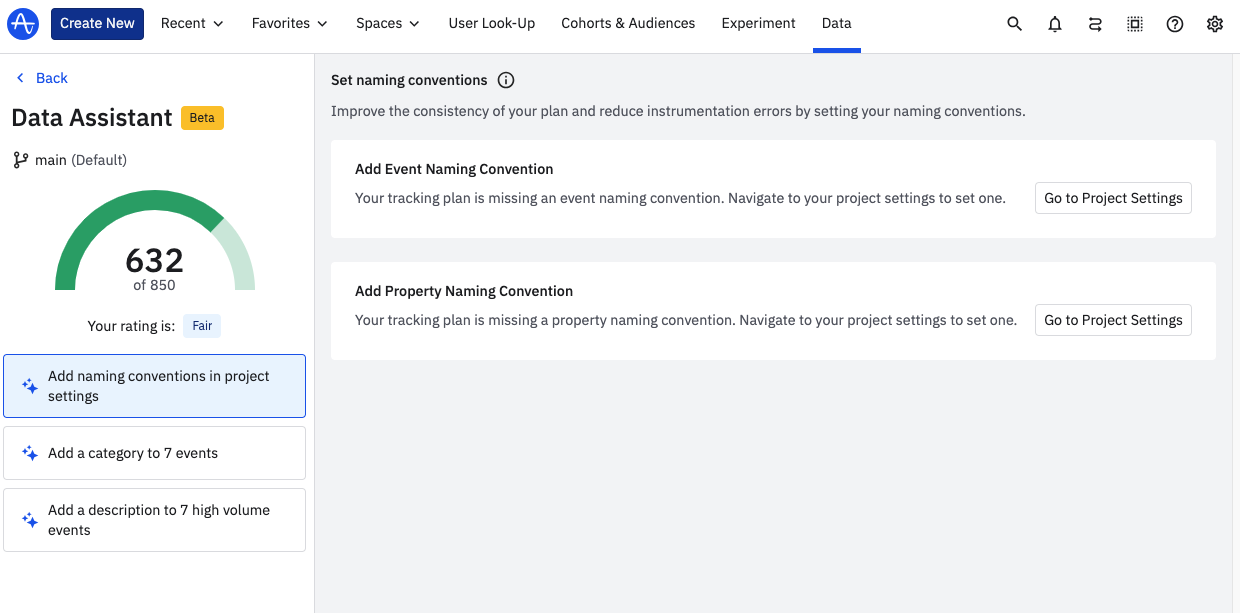 Create New Recent Favorites Spaces User Look-Up Cohorts & Audiences Experiment Data
Back
Data Assistant Beta
main (Default)
632
of 850
Your rating is: Fair
Add naming conventions in project
settings
Add a category to 7 events
Add a description to 7 high volume
events
Set naming conventions
Improve the consistency of your plan and reduce instrumentation errors by setting your naming conventions.
Add Event Naming Convention
Your tracking plan is missing an event naming convention. Navigate to your project settings to set one. Go to Project Settings
Add Property Naming Convention
Your tracking plan is missing a property naming convention. Navigate to your project settings to set one. Go to Project Settings